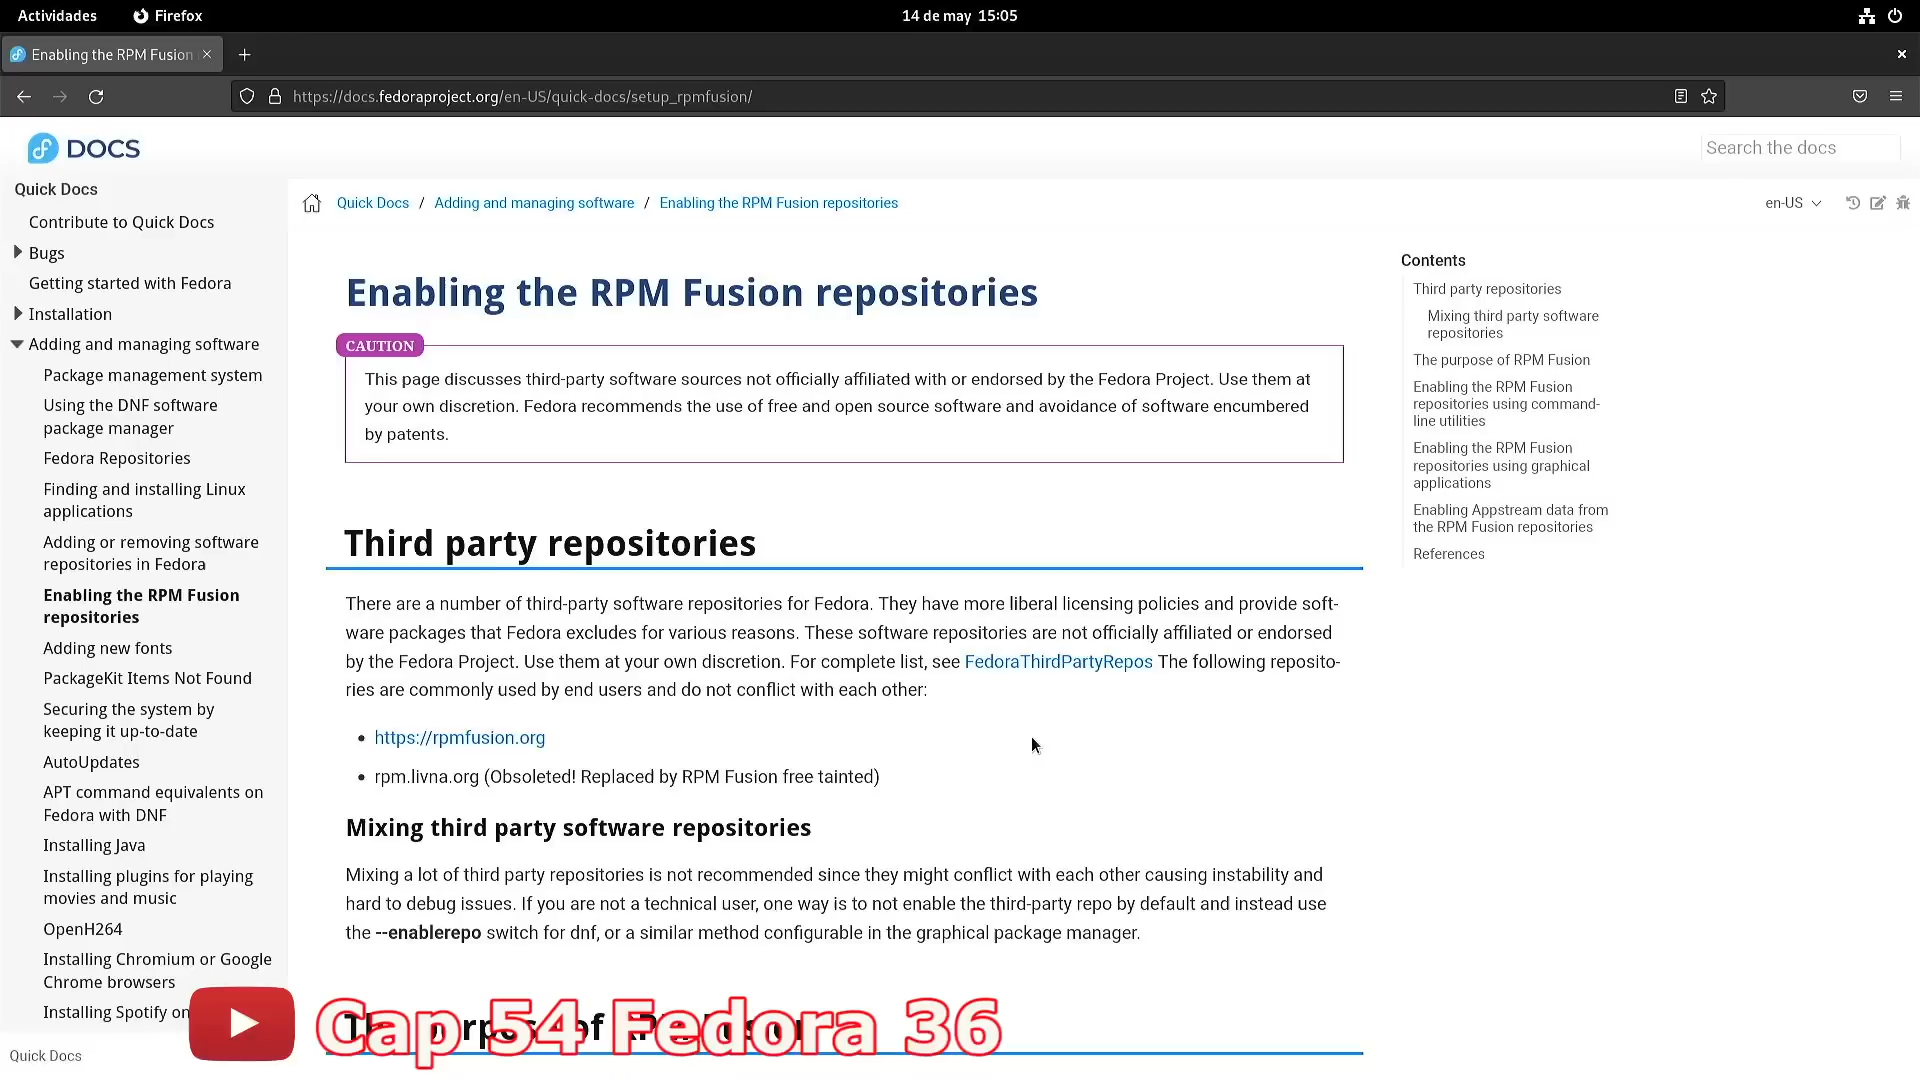 Actividades
Firefox
14 de may 15:05
Enabling the RPM Fusion
https://docs.fedoraproject.org/en-US/quick-docs/setup_rpmfusion/
DOCS
Search the docs
Quick Docs
Contribute to Quick Docs
Bugs
Getting started with Fedora
Installation
Adding and managing software
Package management system
Using the DNF software
package manager
Fedora Repositories
Finding and installing Linux
applications
Adding or removing software
repositories in Fedora
Enabling the RPM Fusion
repositories
Adding new fonts
PackageKit Items Not Found
Securing the system by
keeping it up-to-date
AutoUpdates
APT command equivalents on
Fedora with DNF
Installing Java
Installing plugins for playing
movies and music
OpenH264
Installing Chromium or Google
Chrome browsers
Installing Spotify on
Quick Docs
Quick Docs / Adding and managing software / Enabling the RPM Fusion repositories
en-US
Enabling the RPM Fusion repositories
CAUTION
This page discusses third-party software sources not officially affiliated with or endorsed by the Fedora Project. Use them at
your own discretion. Fedora recommends the use of free and open source software and avoidance of software encumbered
by patents.
Third party repositories
There are a number of third-party software repositories for Fedora. They have more liberal licensing policies and provide soft-
ware packages that Fedora excludes for various reasons. These software repositories are not officially affiliated or endorsed
by the Fedora Project. Use them at your own discretion. For complete list, see FedoraThirdPartyRepos The following reposito-
ries are commonly used by end users and do not conflict with each other:
• https://rpmfusion.org
• rpm.livna.org (Obsoleted! Replaced by RPM Fusion free tainted)
Mixing third party software repositories
Mixing a lot of third party repositories is not recommended since they might conflict with each other causing instability and
hard to debug issues. If you are not a technical user, one way is to not enable the third-party repo by default and instead use
the --enablerepo switch for dnf, or a similar method configurable in the graphical package manager.
Cap 54 Fedora 36
Contents
Third party repositories
Mixing third party software
repositories
The purpose of RPM Fusion
Enabling the RPM Fusion
repositories using command-
line utilities
Enabling the RPM Fusion
repositories using graphical
applications
Enabling Appstream data from
the RPM Fusion repositories
References